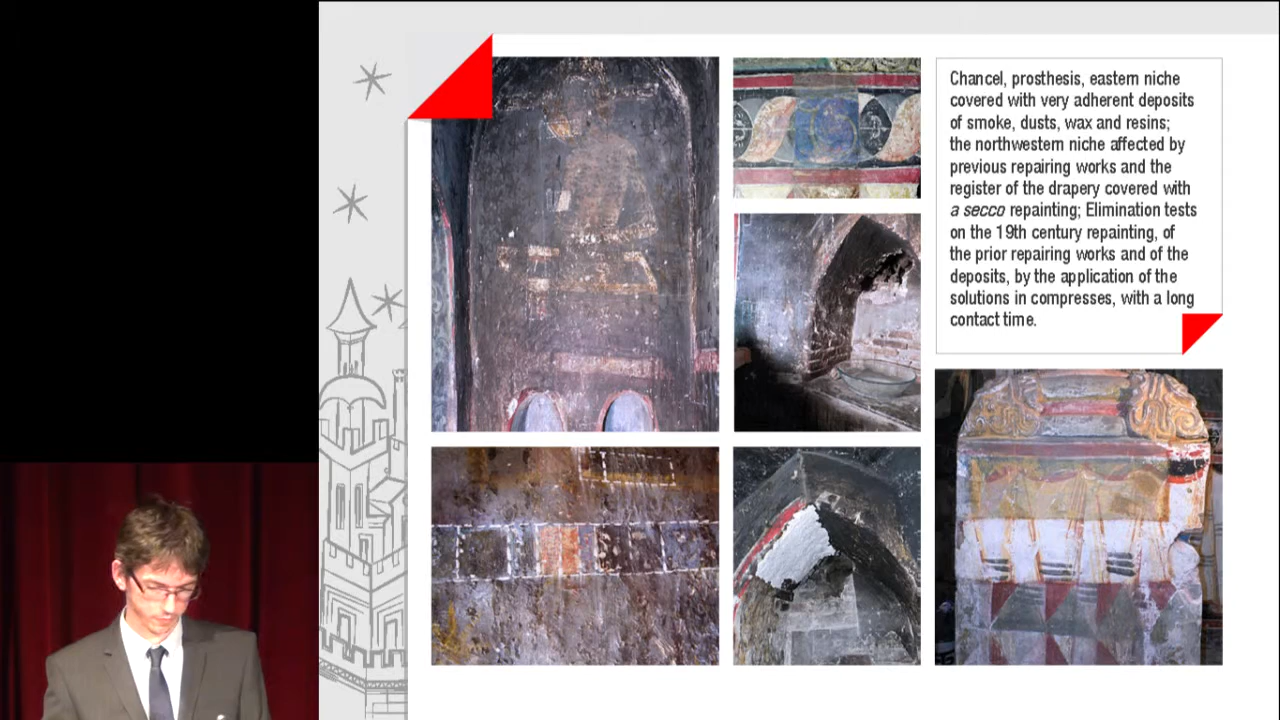 Chancel, prosthesis, eastern niche
covered with very adherent deposits
of smoke, dusts, wax and resins;
the northwestern niche affected by
previous repairing works and the
register of the drapery covered with
a secco repainting; Elimination tests
on the 19th century repainting, of
the prior repairing works and of the
deposits, by the application of the
solutions in compresses, with a long
contact time.